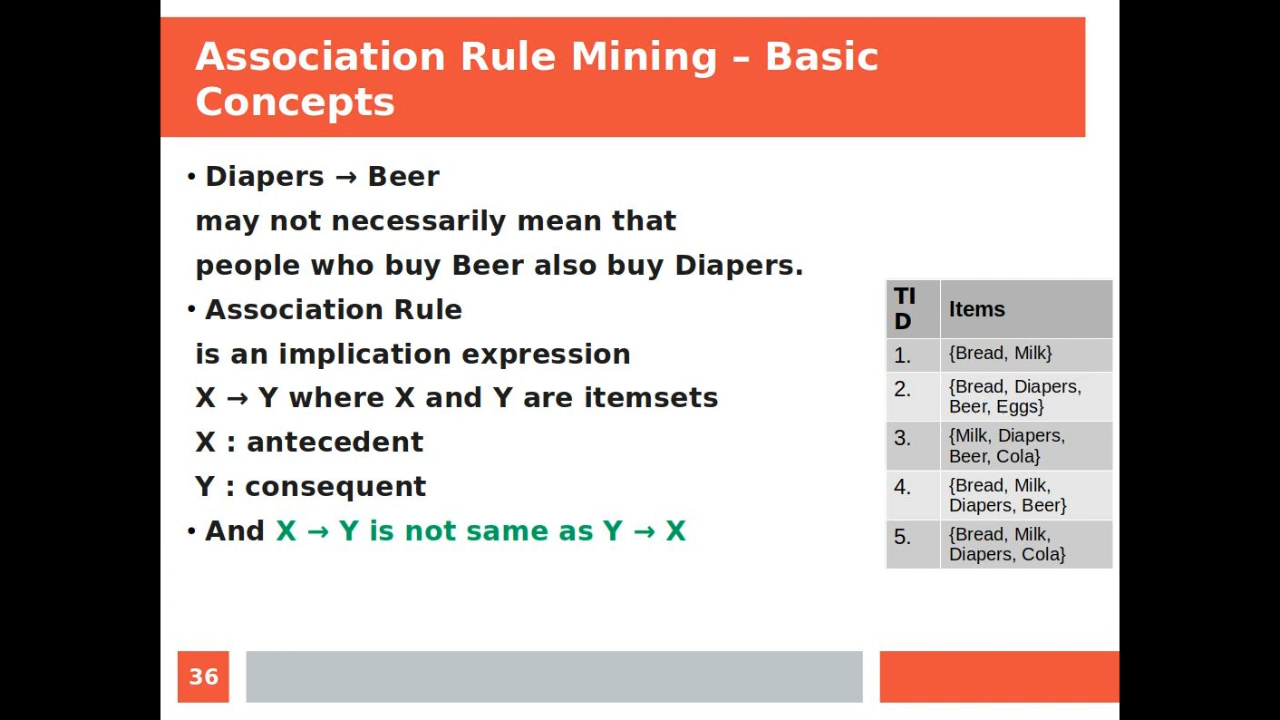 Association Rule Mining – Basic
Concepts
• Diapers → Beer
may not necessarily mean that
people who buy Beer also buy Diapers.
• Association Rule
is an implication expression
X → Y where X and Y are itemsets
X : antecedent
Y : consequent
• And X → Y is not same as Y → X
TI
D
Items
1.
{Bread, Milk}
2.
{Bread, Diapers,
Beer, Eggs}
3.
{Milk, Diapers,
Beer, Cola}
4.
{Bread, Milk,
Diapers, Beer}
5.
{Bread, Milk,
Diapers, Cola}
36